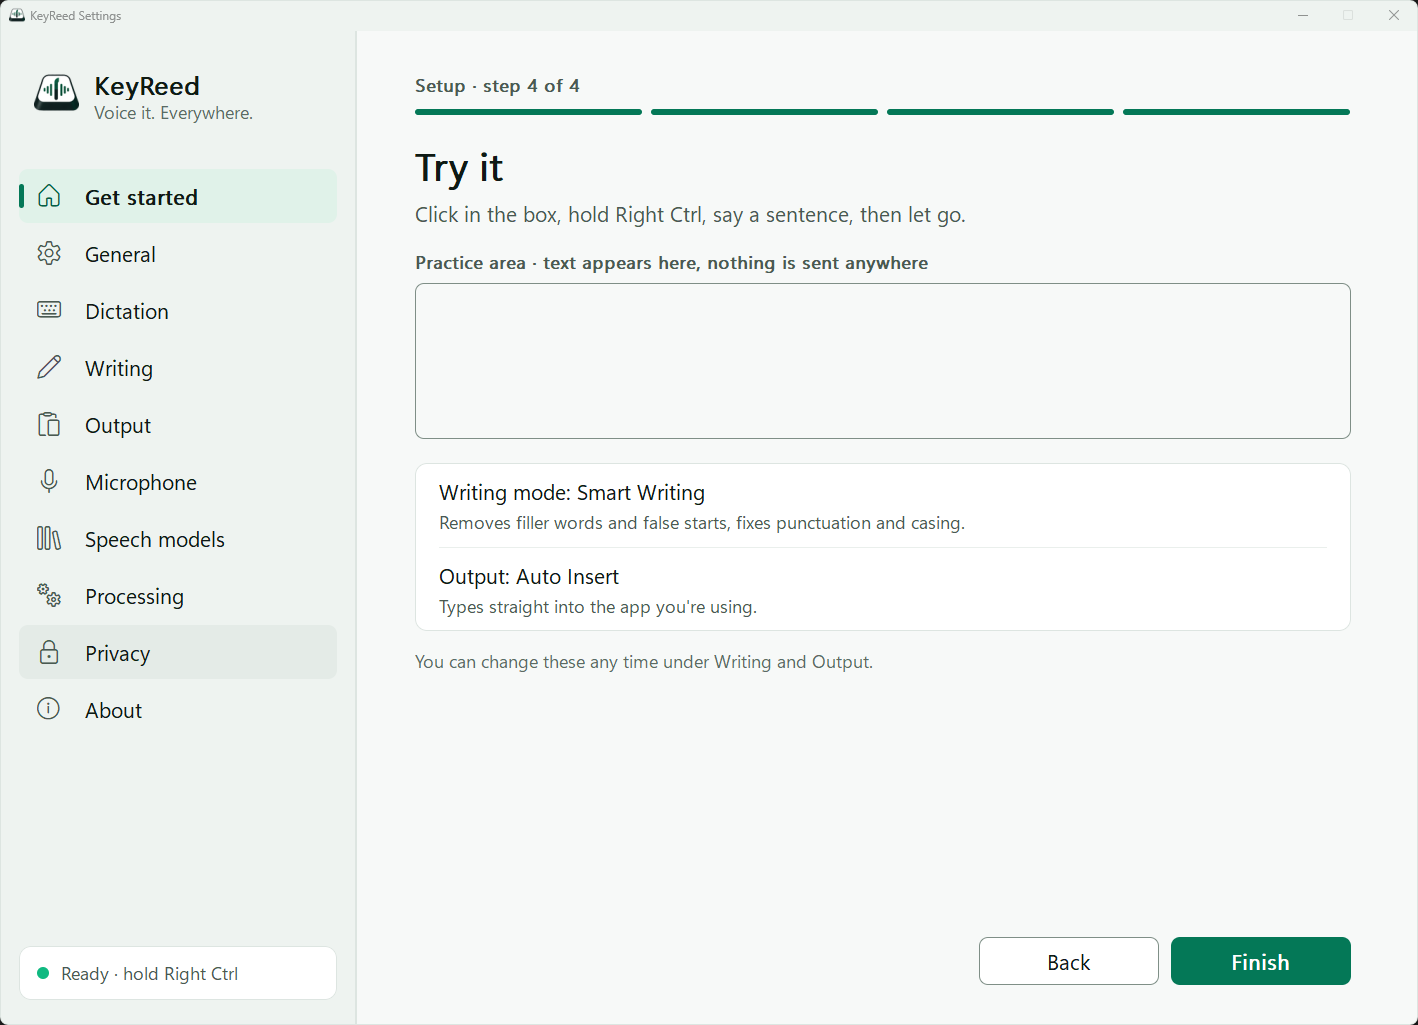 KeyReed Settings
KeyReed
Voice it. Everywhere.
Get started
General
Dictation
Writing
Output
Microphone
Speech models
Processing
Privacy
About
Ready · hold Right Ctrl
Setup · step 4 of 4
Try it
Click in the box, hold Right Ctrl, say a sentence, then let go.
Practice area · text appears here, nothing is sent anywhere
Writing mode: Smart Writing
Removes filler words and false starts, fixes punctuation and casing.
Output: Auto Insert
Types straight into the app you're using.
You can change these any time under Writing and Output.
Back
Finish